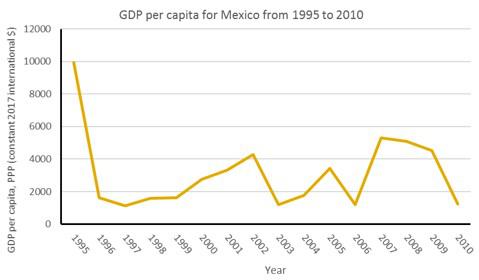 GDP per capita for Mexico from 1995 to 2010
GDP per capita, PPP (constant 2017 international $)
12000
10000
8000
6000
4000
2000
0
1995 1996 1997 1998 1999 2000 2001 2002 2003 2004 2005 2006 2007 2008 2009 2010
Year